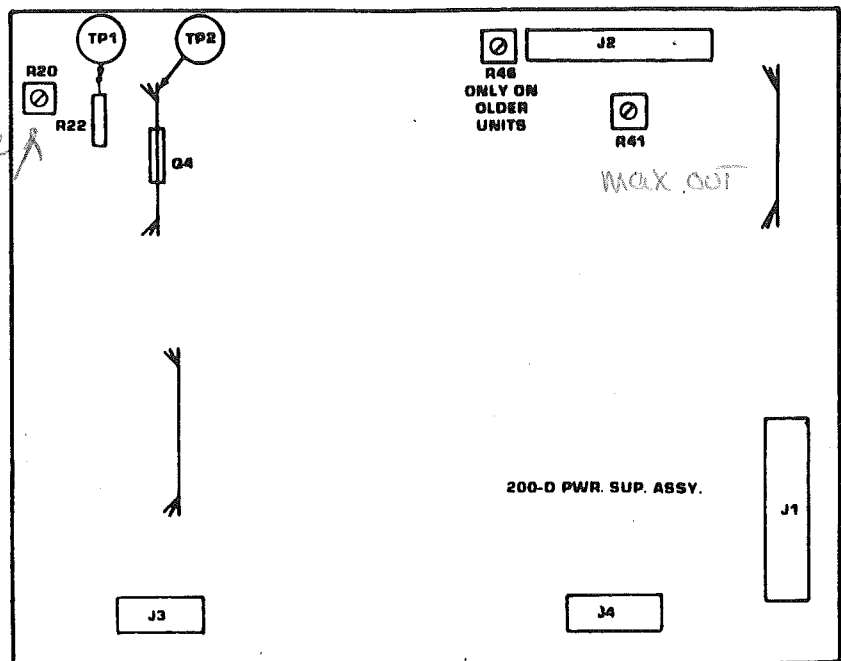 TP1
TP2
J2
R20
R46
ONLY ON
OLDER
UNITS
R22
R41
Q4
max out
200-D PWR. SUP. ASSY.
J1
J3
J4